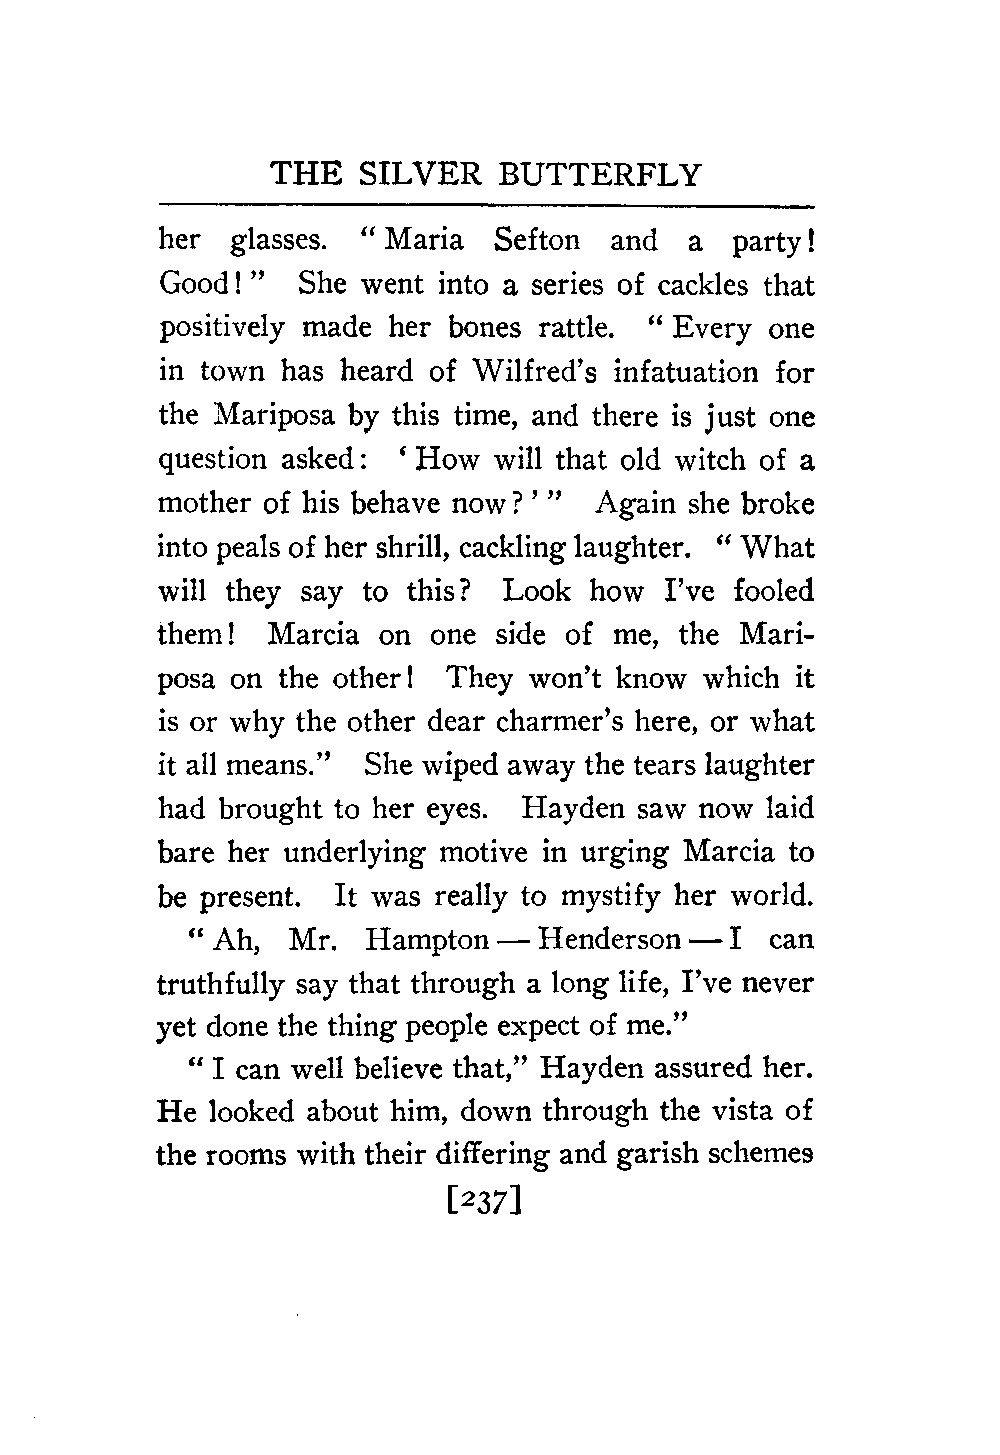 THE SILVER BUTTERFLY
her glasses. “ Maria Sefton and a party!
Good! ” She went into a series of cackles that
positively made her bones rattle. “ Every one
in town has heard of Wilfred’s infatuation for
the Mariposa by this time, and there is just one
question asked: ‘ How will that old witch of a
mother of his behave now? ’ ” Again she broke
into peals of her shrill, cackling laughter. “ What
will they say to this? Look how I’ve fooled
them! Marcia on one side of me, the Mari-
posa on the other! They won’t know which it
is or why the other dear charmer’s here, or what
it all means.” She wiped away the tears laughter
had brought to her eyes. Hayden saw now laid
bare her underlying motive in urging Marcia to
be present. It was really to mystify her world.
“ Ah, Mr. Hampton — Henderson — I can
truthfully say that through a long life, I’ve never
yet done the thing people expect of me.”
“ I can well believe that,” Hayden assured her.
He looked about him, down through the vista of
the rooms with their differing and garish schemes
[237]